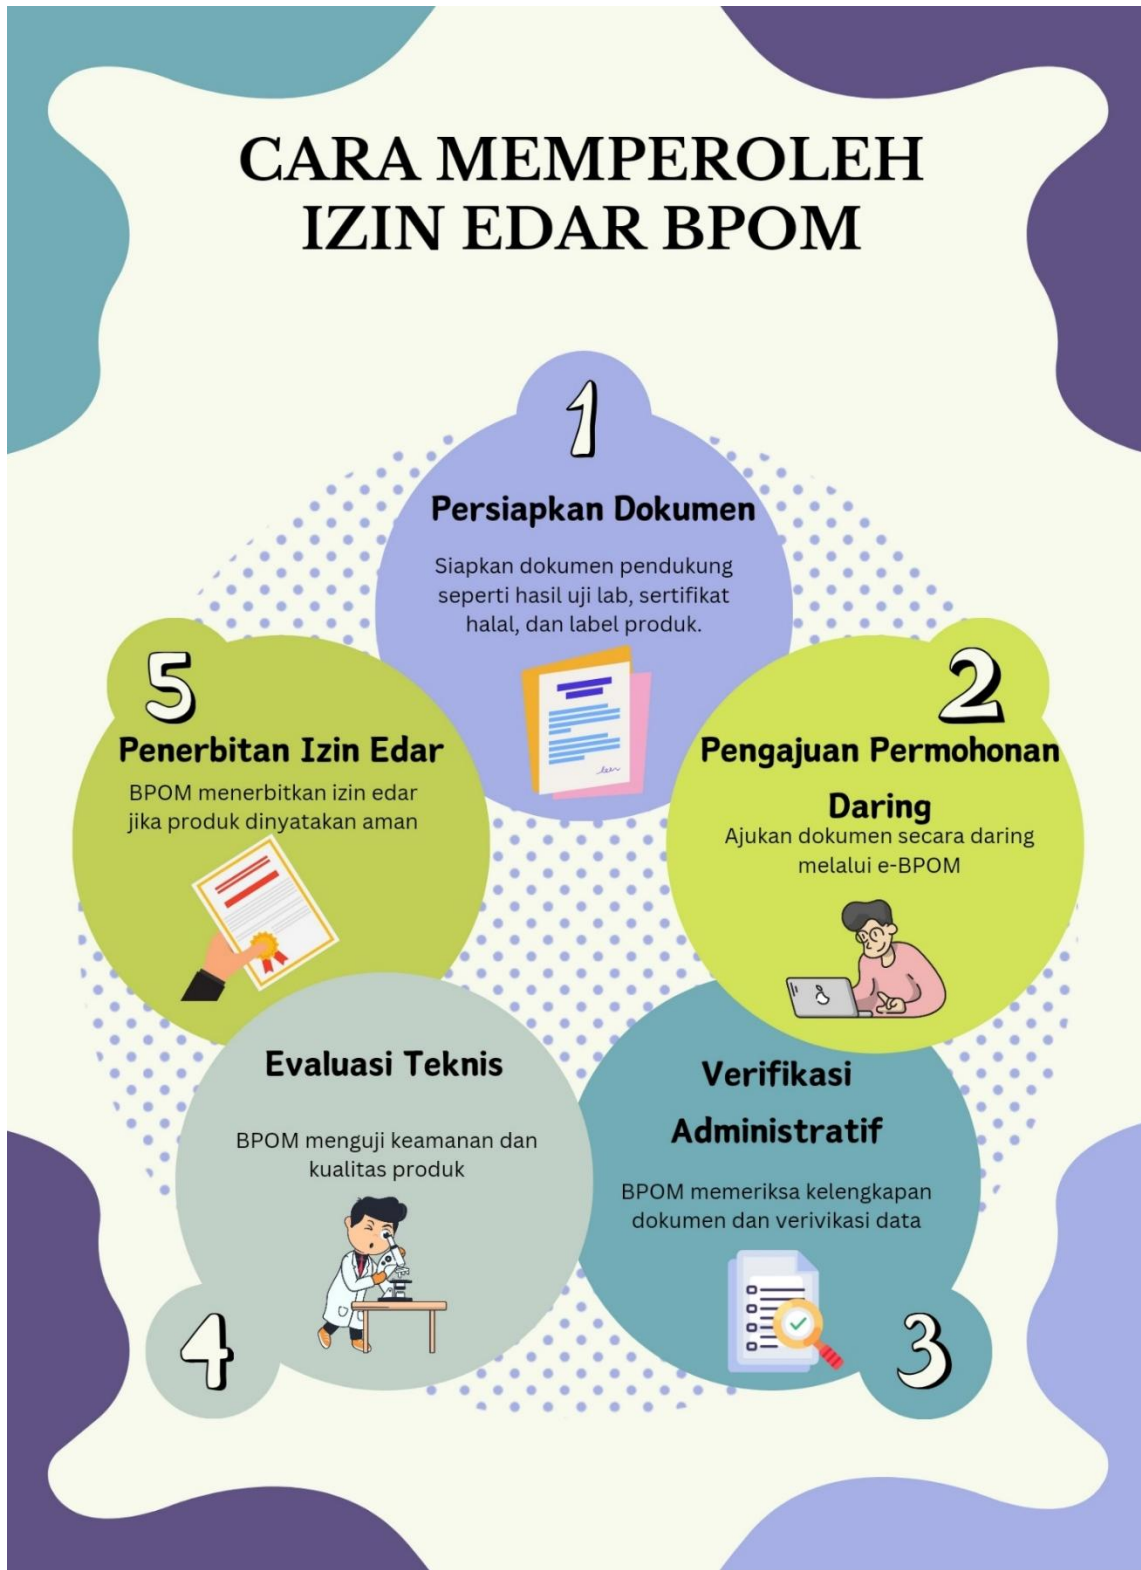 CARA MEMPEROLEH
IZIN EDAR BPOM
1
Persiapkan Dokumen
Siapkan dokumen pendukung
seperti hasil uji lab, sertifikat
halal, dan label produk.
2
Pengajuan Permohonan
Daring
Ajukan dokumen secara daring
melalui e-BPOM
3
Verifikasi
Administratif
BPOM memeriksa kelengkapan
dokumen dan verivikasi data
4
Evaluasi Teknis
BPOM menguji keamanan dan
kualitas produk
5
Penerbitan Izin Edar
BPOM menerbitkan izin edar
jika produk dinyatakan aman